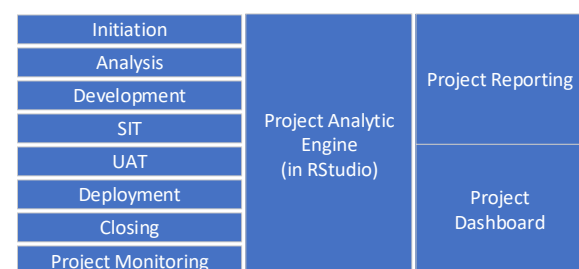 Initiation
Analysis
Development
SIT
UAT
Deployment
Closing
Project Monitoring
Project Analytic
Engine
(in RStudio)
Project Reporting
Project
Dashboard